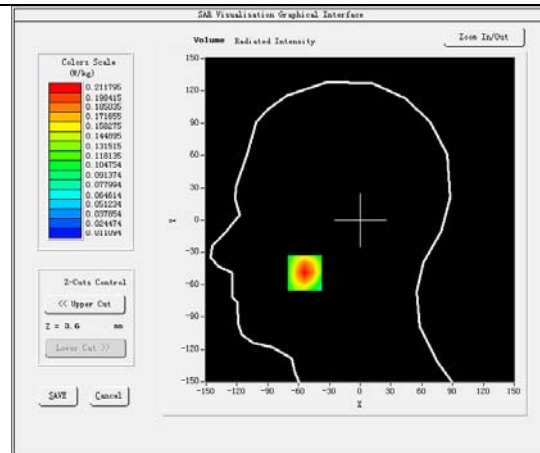 SAR Visualisation Graphical Interface
Volume Radiated Intensity
Zoom In/Out
Colors Scale
(W/kg)
0.211795
0.198415
0.185035
0.171655
0.158275
0.144895
0.131515
0.118135
0.104754
0.091374
0.077994
0.064614
0.051234
0.037854
0.024474
0.011094
Z-Cuts Control
<< Upper Cut
Z = 3.6 mm
Lower Cut >>
SAVE Cancel
150-
120-
90-
60-
30-
0-
-30-
-60-
-90-
-120-
-150-
Y
-150 -120 -90 -60 -30 0 30 60 90 120 150
X